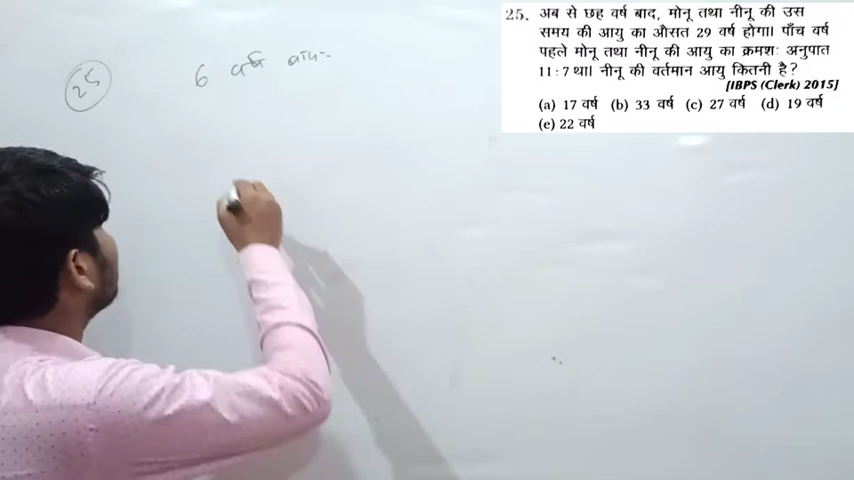 25. अब से छह वर्ष बाद, मोनू तथा नीनू की उस
समय की आयु का औसत 29 वर्ष होगा। पाँच वर्ष
पहले मोनू तथा नीनू की आयु का क्रमशः अनुपात
11 : 7 था। नीनू की वर्तमान आयु कितनी है?
[IBPS (Clerk) 2015]
(a) 17 वर्ष (b) 33 वर्ष (c) 27 वर्ष (d) 19 वर्ष
(e) 22 वर्ष
25
6 वर्ष बाद:-